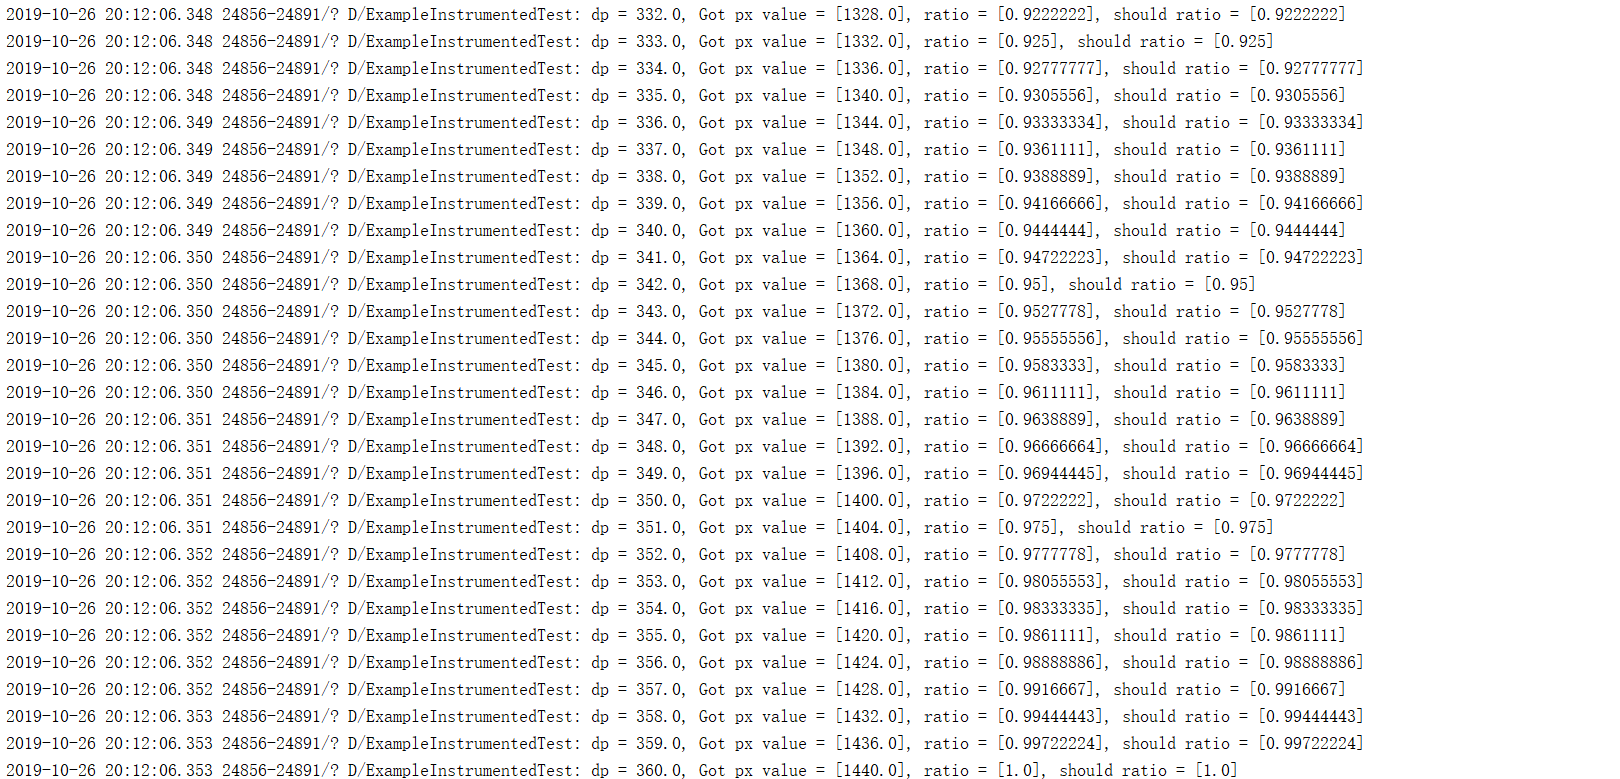 2019-10-26 20:12:06.348 24856-24891/? D/ExampleInstrumentedTest: dp = 332.0, Got px value = [1328.0], ratio = [0.9222222], should ratio = [0.9222222]
2019-10-26 20:12:06.348 24856-24891/? D/ExampleInstrumentedTest: dp = 333.0, Got px value = [1332.0], ratio = [0.925], should ratio = [0.925]
2019-10-26 20:12:06.348 24856-24891/? D/ExampleInstrumentedTest: dp = 334.0, Got px value = [1336.0], ratio = [0.92777777], should ratio = [0.92777777]
2019-10-26 20:12:06.348 24856-24891/? D/ExampleInstrumentedTest: dp = 335.0, Got px value = [1340.0], ratio = [0.9305556], should ratio = [0.9305556]
2019-10-26 20:12:06.349 24856-24891/? D/ExampleInstrumentedTest: dp = 336.0, Got px value = [1344.0], ratio = [0.93333334], should ratio = [0.93333334]
2019-10-26 20:12:06.349 24856-24891/? D/ExampleInstrumentedTest: dp = 337.0, Got px value = [1348.0], ratio = [0.9361111], should ratio = [0.9361111]
2019-10-26 20:12:06.349 24856-24891/? D/ExampleInstrumentedTest: dp = 338.0, Got px value = [1352.0], ratio = [0.9388889], should ratio = [0.9388889]
2019-10-26 20:12:06.349 24856-24891/? D/ExampleInstrumentedTest: dp = 339.0, Got px value = [1356.0], ratio = [0.94166666], should ratio = [0.94166666]
2019-10-26 20:12:06.349 24856-24891/? D/ExampleInstrumentedTest: dp = 340.0, Got px value = [1360.0], ratio = [0.9444444], should ratio = [0.9444444]
2019-10-26 20:12:06.350 24856-24891/? D/ExampleInstrumentedTest: dp = 341.0, Got px value = [1364.0], ratio = [0.94722223], should ratio = [0.94722223]
2019-10-26 20:12:06.350 24856-24891/? D/ExampleInstrumentedTest: dp = 342.0, Got px value = [1368.0], ratio = [0.95], should ratio = [0.95]
2019-10-26 20:12:06.350 24856-24891/? D/ExampleInstrumentedTest: dp = 343.0, Got px value = [1372.0], ratio = [0.9527778], should ratio = [0.9527778]
2019-10-26 20:12:06.350 24856-24891/? D/ExampleInstrumentedTest: dp = 344.0, Got px value = [1376.0], ratio = [0.95555556], should ratio = [0.95555556]
2019-10-26 20:12:06.350 24856-24891/? D/ExampleInstrumentedTest: dp = 345.0, Got px value = [1380.0], ratio = [0.9583333], should ratio = [0.9583333]
2019-10-26 20:12:06.350 24856-24891/? D/ExampleInstrumentedTest: dp = 346.0, Got px value = [1384.0], ratio = [0.9611111], should ratio = [0.9611111]
2019-10-26 20:12:06.351 24856-24891/? D/ExampleInstrumentedTest: dp = 347.0, Got px value = [1388.0], ratio = [0.9638889], should ratio = [0.9638889]
2019-10-26 20:12:06.351 24856-24891/? D/ExampleInstrumentedTest: dp = 348.0, Got px value = [1392.0], ratio = [0.96666664], should ratio = [0.96666664]
2019-10-26 20:12:06.351 24856-24891/? D/ExampleInstrumentedTest: dp = 349.0, Got px value = [1396.0], ratio = [0.96944445], should ratio = [0.96944445]
2019-10-26 20:12:06.351 24856-24891/? D/ExampleInstrumentedTest: dp = 350.0, Got px value = [1400.0], ratio = [0.9722222], should ratio = [0.9722222]
2019-10-26 20:12:06.351 24856-24891/? D/ExampleInstrumentedTest: dp = 351.0, Got px value = [1404.0], ratio = [0.975], should ratio = [0.975]
2019-10-26 20:12:06.352 24856-24891/? D/ExampleInstrumentedTest: dp = 352.0, Got px value = [1408.0], ratio = [0.9777778], should ratio = [0.9777778]
2019-10-26 20:12:06.352 24856-24891/? D/ExampleInstrumentedTest: dp = 353.0, Got px value = [1412.0], ratio = [0.98055553], should ratio = [0.98055553]
2019-10-26 20:12:06.352 24856-24891/? D/ExampleInstrumentedTest: dp = 354.0, Got px value = [1416.0], ratio = [0.98333335], should ratio = [0.98333335]
2019-10-26 20:12:06.352 24856-24891/? D/ExampleInstrumentedTest: dp = 355.0, Got px value = [1420.0], ratio = [0.9861111], should ratio = [0.9861111]
2019-10-26 20:12:06.352 24856-24891/? D/ExampleInstrumentedTest: dp = 356.0, Got px value = [1424.0], ratio = [0.98888886], should ratio = [0.98888886]
2019-10-26 20:12:06.352 24856-24891/? D/ExampleInstrumentedTest: dp = 357.0, Got px value = [1428.0], ratio = [0.9916667], should ratio = [0.9916667]
2019-10-26 20:12:06.353 24856-24891/? D/ExampleInstrumentedTest: dp = 358.0, Got px value = [1432.0], ratio = [0.99444443], should ratio = [0.99444443]
2019-10-26 20:12:06.353 24856-24891/? D/ExampleInstrumentedTest: dp = 359.0, Got px value = [1436.0], ratio = [0.99722224], should ratio = [0.99722224]
2019-10-26 20:12:06.353 24856-24891/? D/ExampleInstrumentedTest: dp = 360.0, Got px value = [1440.0], ratio = [1.0], should ratio = [1.0]